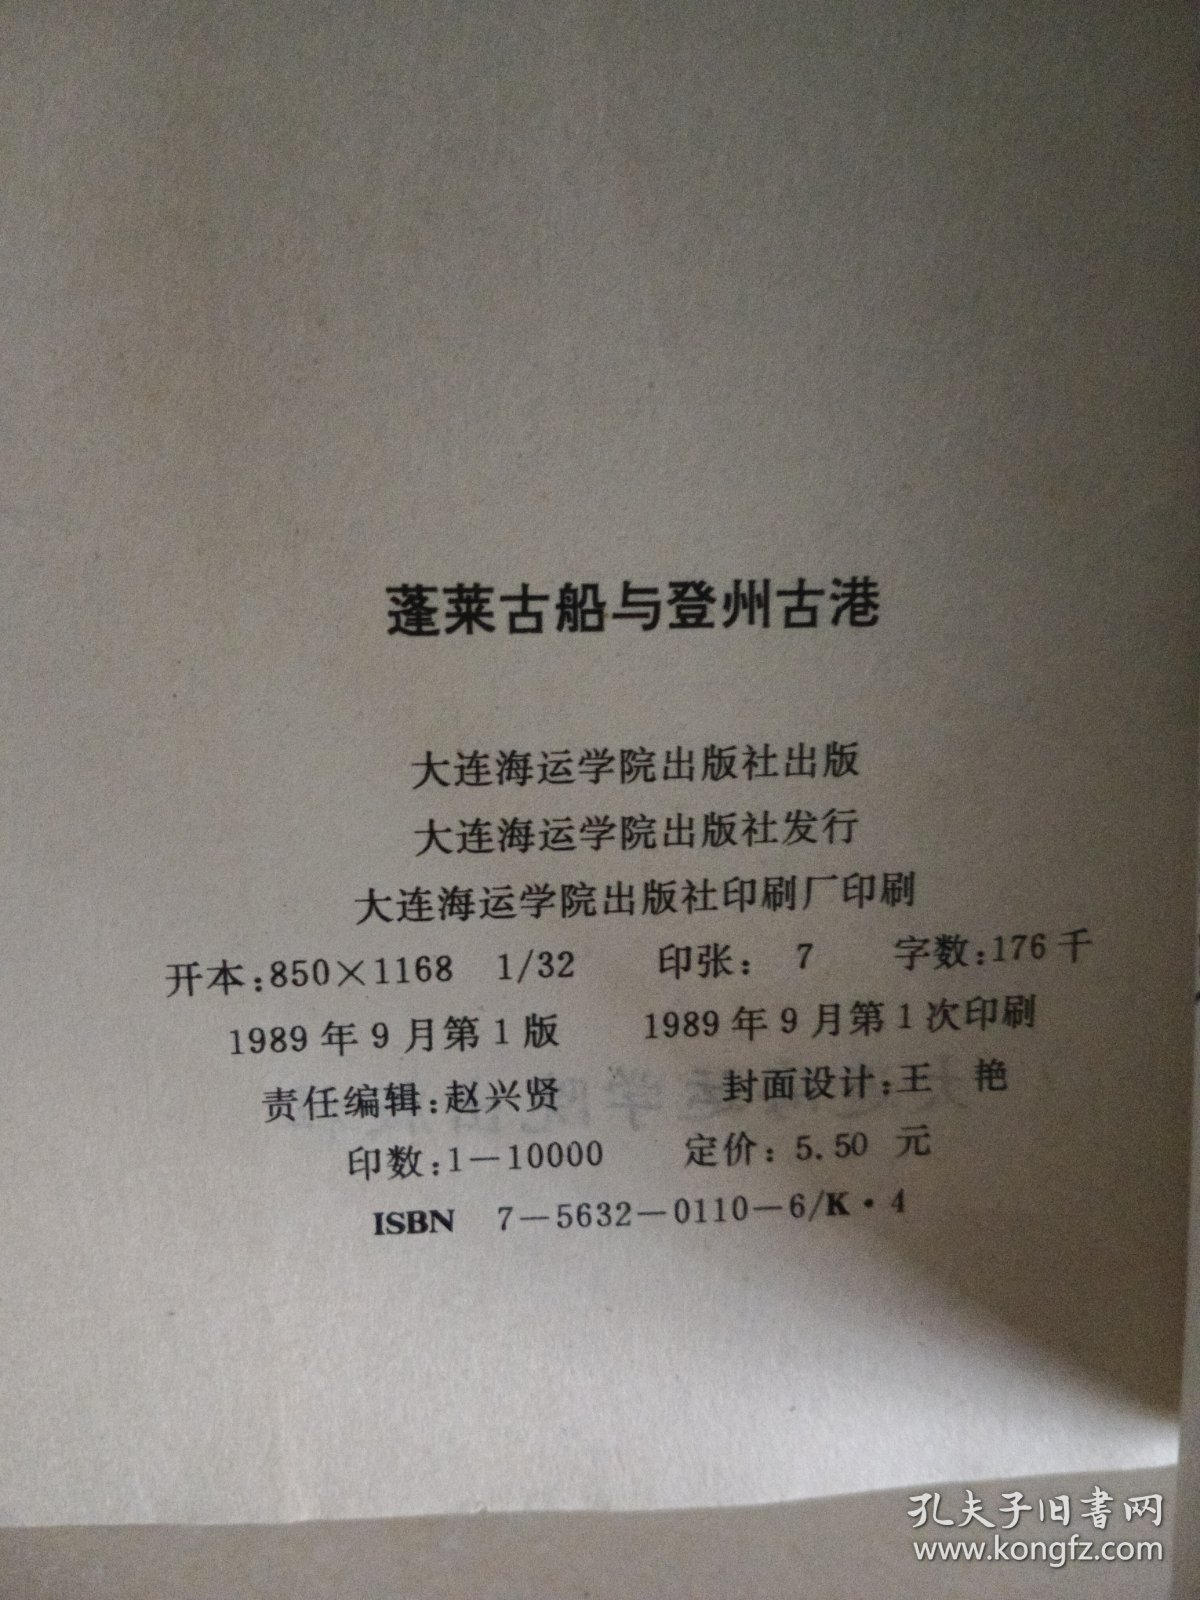 蓬莱古船与登州古港
大连海运学院出版社出版
大连海运学院出版社发行
大连海运学院出版社印刷厂印刷
开本:850×1168 1/32 印张: 7 字数:176千
1989年9月第1版 1989年9月第1次印刷
责任编辑:赵兴贤 封面设计:王 艳
印数:1—10000 定价: 5.50 元
ISBN 7—5632—0110—6/K·4
孔夫子旧书网
www.kongfz.com